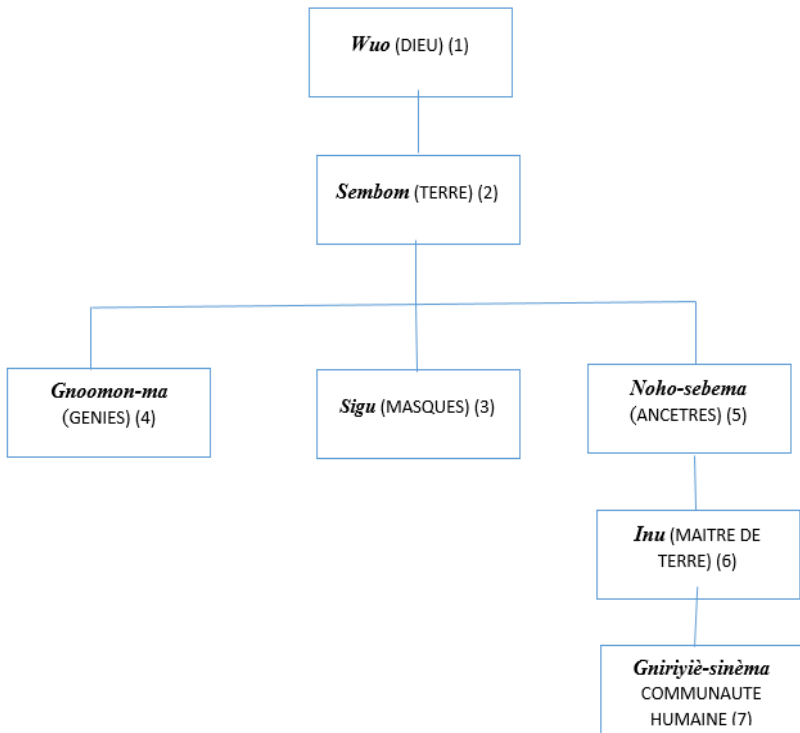 Wuo (DIEU) (1)
Sembom (TERRE) (2)
Gnoomon-ma
(GENIES) (4)
Sigu (MASQUES) (3)
Noho-sebema
(ANCETRES) (5)
Inu (MAITRE DE
TERRE) (6)
Gniriyiè-sinèma
COMMUNAUTE
HUMAINE (7)